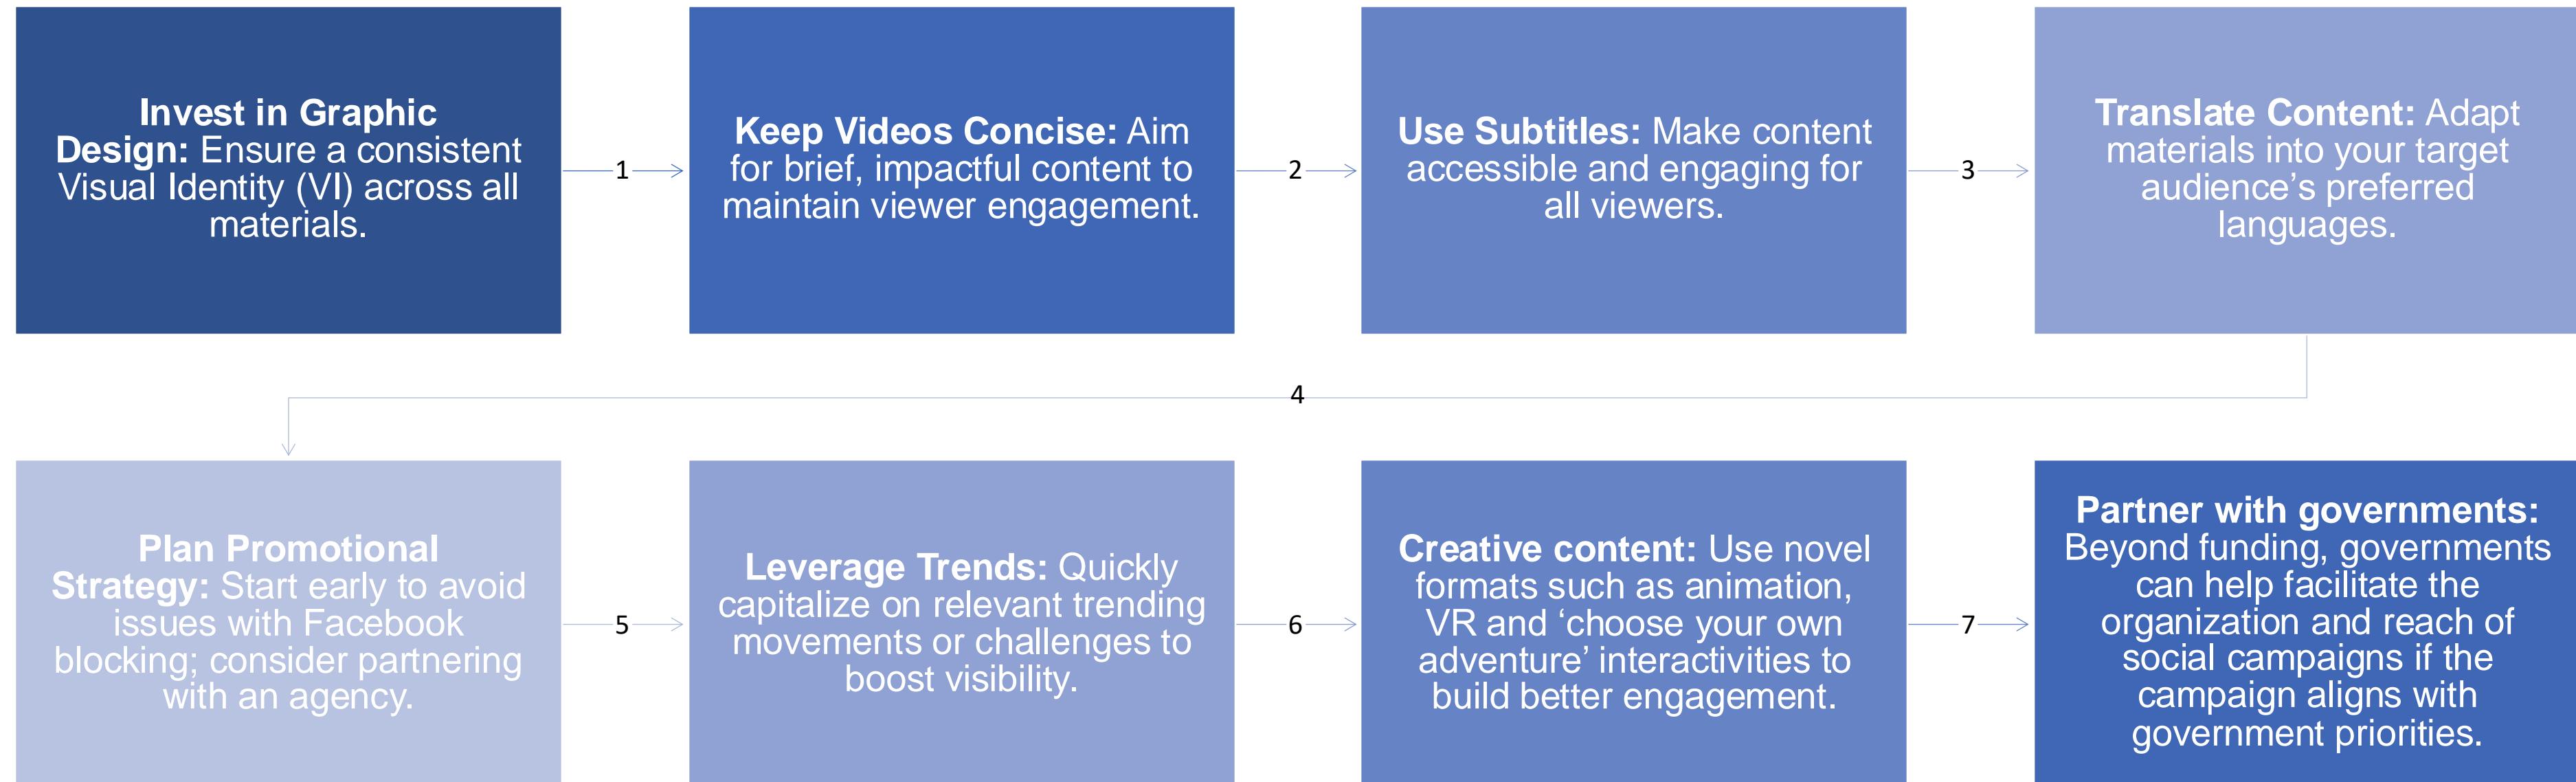 Invest in Graphic
Design: Ensure a consistent
Visual Identity (VI) across all
materials.
1
Keep Videos Concise: Aim
for brief, impactful content to
maintain viewer engagement.
2
Use Subtitles: Make content
accessible and engaging for
all viewers.
3
Translate Content: Adapt
materials into your target
audience’s preferred
languages.
4
Plan Promotional
Strategy: Start early to avoid
issues with Facebook
blocking; consider partnering
with an agency.
5
Leverage Trends: Quickly
capitalize on relevant trending
movements or challenges to
boost visibility.
6
Creative content: Use novel
formats such as animation,
VR and ‘choose your own
adventure’ interactivities to
build better engagement.
7
Partner with governments:
Beyond funding, governments
can help facilitate the
organization and reach of
social campaigns if the
campaign aligns with
government priorities.